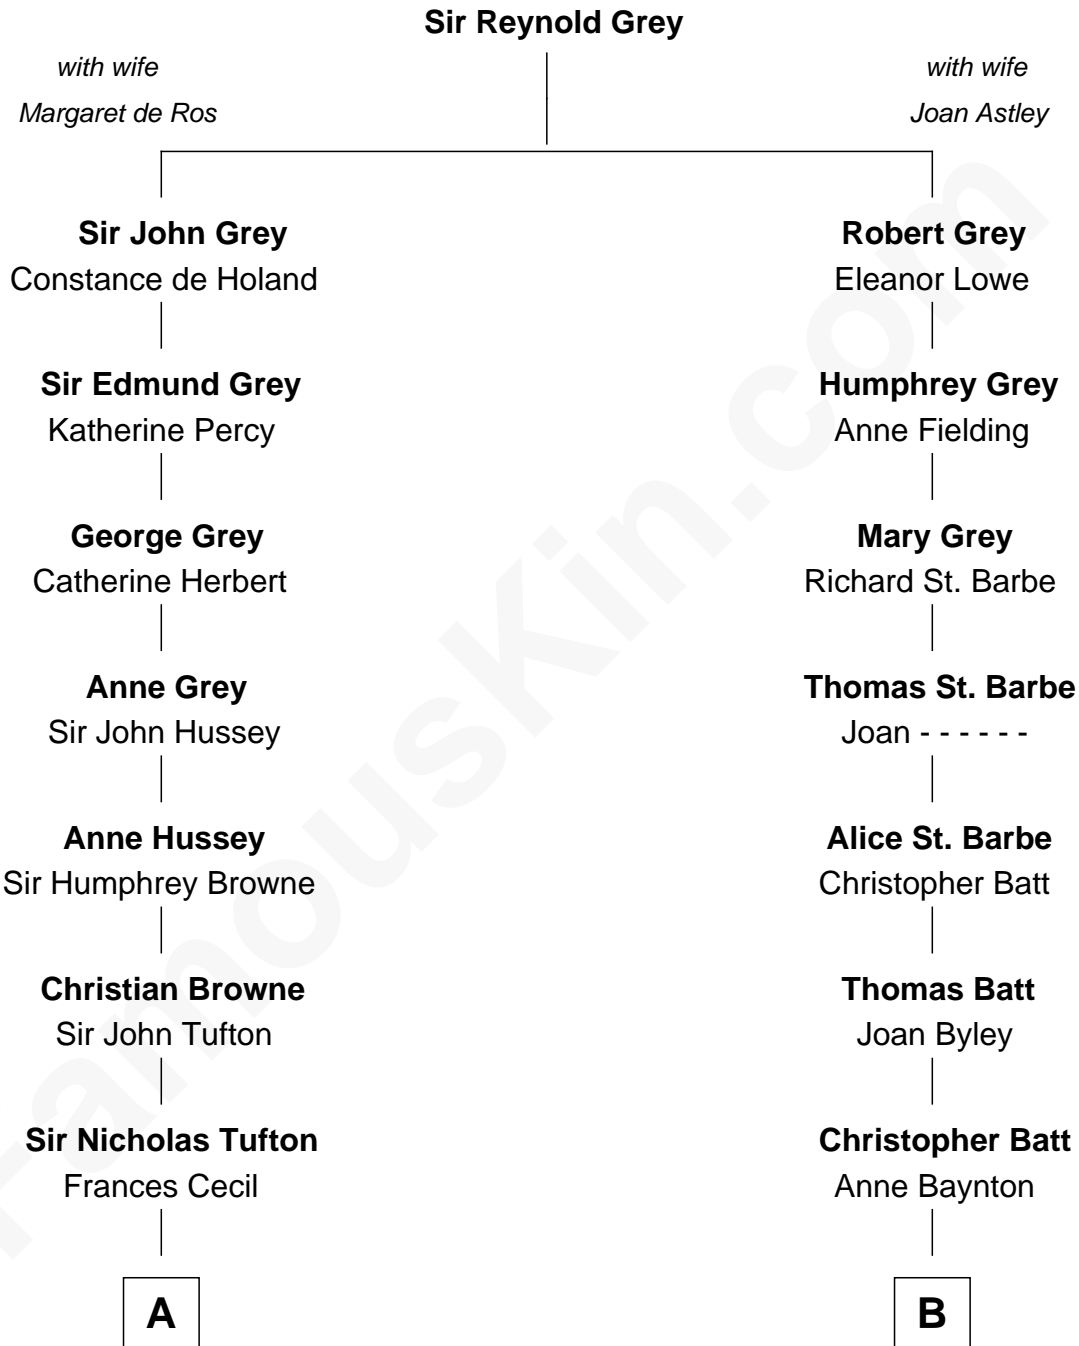 Sir Reynold Grey
with wife
Margaret de Ros
with wife
Joan Astley
Sir John Grey
Constance de Holand
Robert Grey
Eleanor Lowe
Sir Edmund Grey
Katherine Percy
Humphrey Grey
Anne Fielding
George Grey
Catherine Herbert
Mary Grey
Richard St. Barbe
Anne Grey
Sir John Hussey
Thomas St. Barbe
Joan - - - - - -
Anne Hussey
Sir Humphrey Browne
Alice St. Barbe
Christopher Batt
Christian Browne
Sir John Tufton
Thomas Batt
Joan Byley
Sir Nicholas Tufton
Frances Cecil
Christopher Batt
Anne Baynton
A
B
FamousKin.com